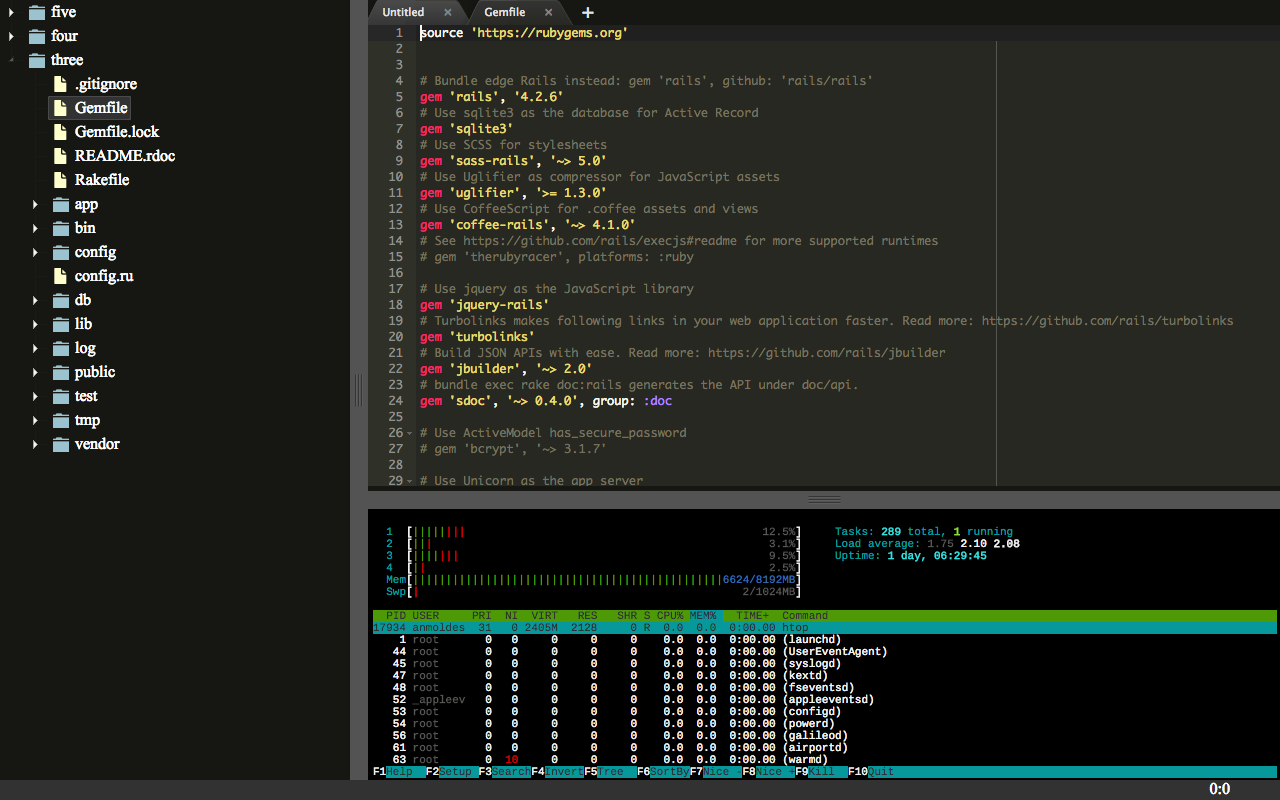 five
four
three
.gitignore
Gemfile
Gemfile.lock
README.rdoc
Rakefile
app
bin
config
config.ru
db
lib
log
public
test
tmp
vendor
Untitled × Gemfile × +
1 source 'https://rubygems.org'
2
3
4 # Bundle edge Rails instead: gem 'rails', github: 'rails/rails'
5 gem 'rails', '4.2.6'
6 # Use sqlite3 as the database for Active Record
7 gem 'sqlite3'
8 # Use SCSS for stylesheets
9 gem 'sass-rails', '~> 5.0'
10 # Use Uglifier as compressor for JavaScript assets
11 gem 'uglifier', '>= 1.3.0'
12 # Use CoffeeScript for .coffee assets and views
13 gem 'coffee-rails', '~> 4.1.0'
14 # See https://github.com/rails/execjs#readme for more supported runtimes
15 # gem 'therubyracer', platforms: :ruby
16
17 # Use jquery as the JavaScript library
18 gem 'jquery-rails'
19 # Turbolinks makes following links in your web application faster. Read more: https://github.com/rails/turbolinks
20 gem 'turbolinks'
21 # Build JSON APIs with ease. Read more: https://github.com/rails/jbuilder
22 gem 'jbuilder', '~> 2.0'
23 # bundle exec rake doc:rails generates the API under doc/api.
24 gem 'sdoc', '~> 0.4.0', group: :doc
25
26 # Use ActiveModel has_secure_password
27 # gem 'bcrypt', '~> 3.1.7'
28
29 # Use Unicorn as the app server
1 [|||||||| 12.5%] Tasks: 289 total, 1 running
2 [||| 3.1%] Load average: 1.75 2.10 2.08
3 [||||||| 9.5%] Uptime: 1 day, 06:29:45
4 [|| 2.5%]
Mem[||||||||||||||||||||||||||||||||||||||||||||||||6624/8192MB]
Swp[| 2/1024MB]
PID USER PRI NI VIRT RES SHR S CPU% MEM% TIME+ Command
17934 anmoldes 31 0 2405M 2128 0 R 0.0 0.0 0:00.00 htop
1 root 0 0 0 0 0 0.0 0.0 0:00.00 (launchd)
44 root 0 0 0 0 0 0.0 0.0 0:00.00 (UserEventAgent)
45 root 0 0 0 0 0 0.0 0.0 0:00.00 (syslogd)
47 root 0 0 0 0 0 0.0 0.0 0:00.00 (kextd)
48 root 0 0 0 0 0 0.0 0.0 0:00.00 (fseventsd)
52 _appleev 0 0 0 0 0 0.0 0.0 0:00.00 (appleeventsd)
53 root 0 0 0 0 0 0.0 0.0 0:00.00 (configd)
54 root 0 0 0 0 0 0.0 0.0 0:00.00 (powerd)
56 root 0 0 0 0 0 0.0 0.0 0:00.00 (galileod)
61 root 0 0 0 0 0 0.0 0.0 0:00.00 (airportd)
63 root 0 10 0 0 0 0.0 0.0 0:00.00 (warmd)
F1Help F2Setup F3SearchF4InvertF5Tree F6SortByF7Nice -F8Nice +F9Kill F10Quit
0:0